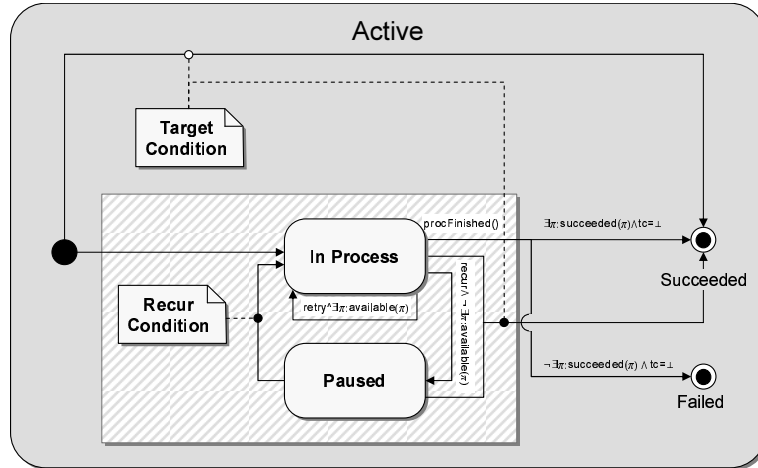 Active
Target
Condition
procFinished()
∃π:succeeded(π)∧tc=⊥
In Process
Succeeded
Recur
Condition
retry^∃π:available(π)
recur∧¬∃π:available(π)
Paused
¬∃π:succeeded(π) ∧tc=⊥
Failed